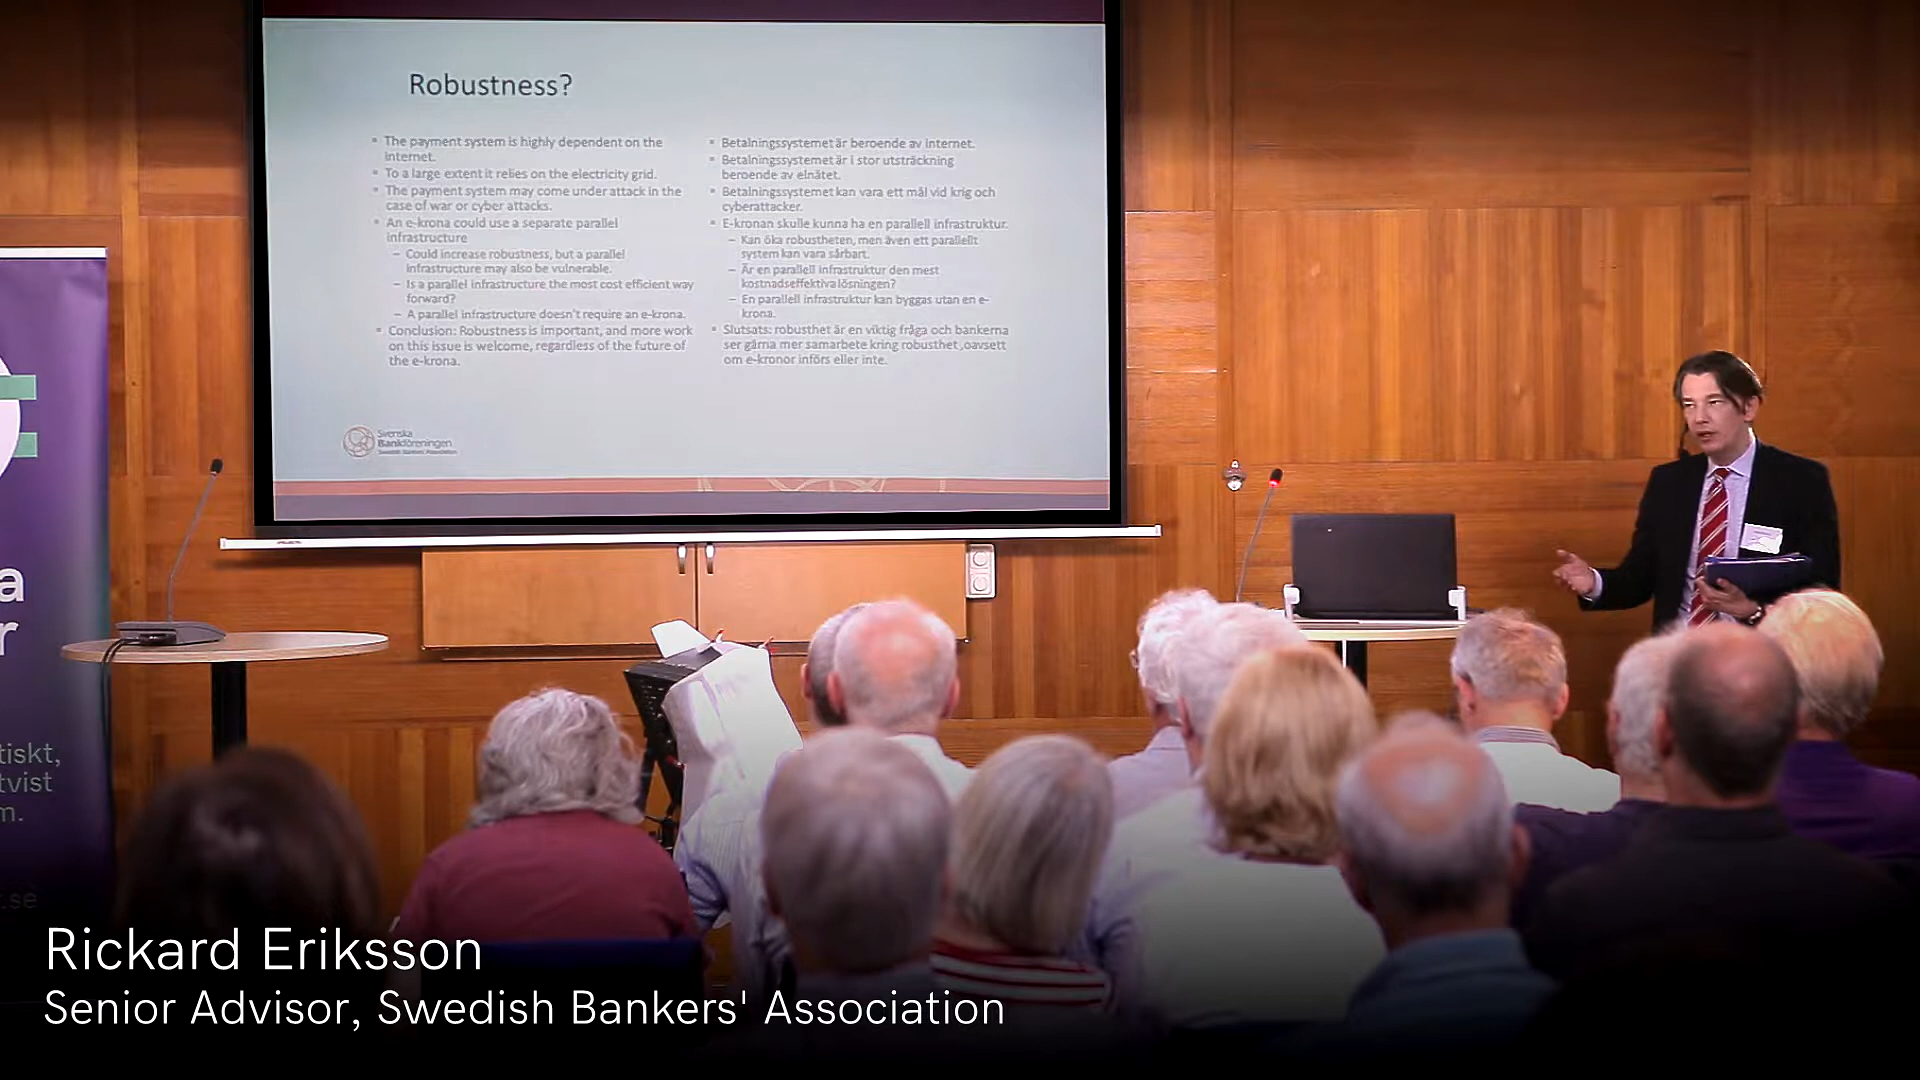 Robustness?
▪ The payment system is highly dependent on the
internet.
▪ To a large extent it relies on the electricity grid.
▪ The payment system may come under attack in the
case of war or cyber attacks.
▪ An e-krona could use a separate parallel
infrastructure
– Could increase robustness, but a parallel
infrastructure may also be vulnerable.
– Is a parallel infrastructure the most cost efficient way
forward?
– A parallel infrastructure doesn't require an e-krona.
▪ Conclusion: Robustness is important, and more work
on this issue is welcome, regardless of the future of
the e-krona.
▪ Betalningssystemet är beroende av internet.
▪ Betalningssystemet är i stor utsträckning
beroende av elnätet.
▪ Betalningssystemet kan vara ett mål vid krig och
cyberattacker.
▪ E-kronan skulle kunna ha en parallell infrastruktur.
– Kan öka robustheten, men även ett parallellt
system kan vara sårbart.
– Är en parallell infrastruktur den mest
kostnadseffektiva lösningen?
– En parallell infrastruktur kan byggas utan en e-
krona.
▪ Slutsats: robusthet är en viktig fråga och bankerna
ser gärna mer samarbete kring robusthet ,oavsett
om e-kronor införs eller inte.
Svenska
Bankföreningen
Swedish Bankers' Association
a
r
tiskt,
tvist
m.
.se
Rickard Eriksson
Senior Advisor, Swedish Bankers' Association